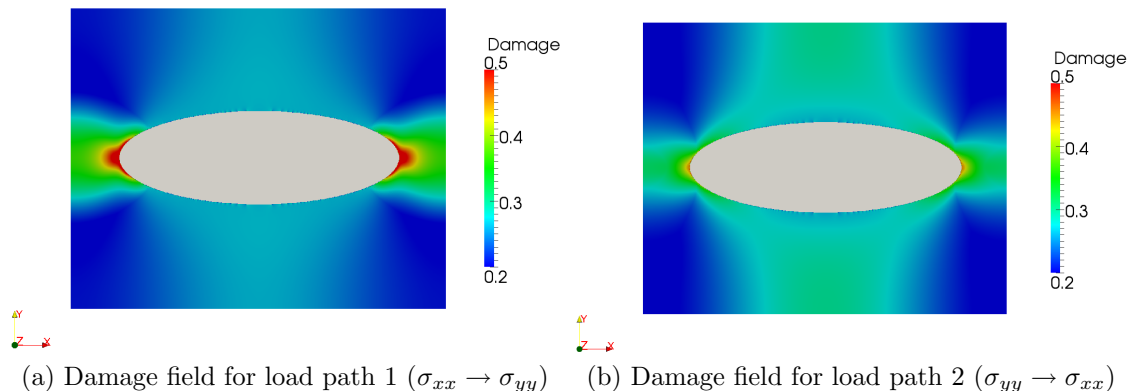 Damage
0.5
0.4
0.3
0.2
Y
Z X
Damage
0.5
0.4
0.3
0.2
Y
Z X
(a) Damage field for load path 1 (σxx → σyy)
(b) Damage field for load path 2 (σyy → σxx)